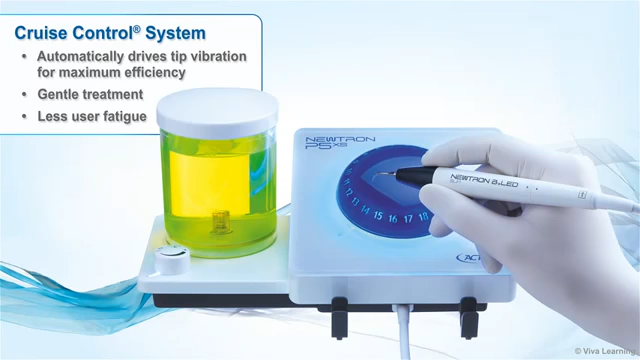 Cruise Control® System
• Automatically drives tip vibration
for maximum efficiency
• Gentle treatment
• Less user fatigue
NEWTRON
P5XS
NEWTRON
B.LED
11 12 13 14 15 16 17 18
© Viva Learning